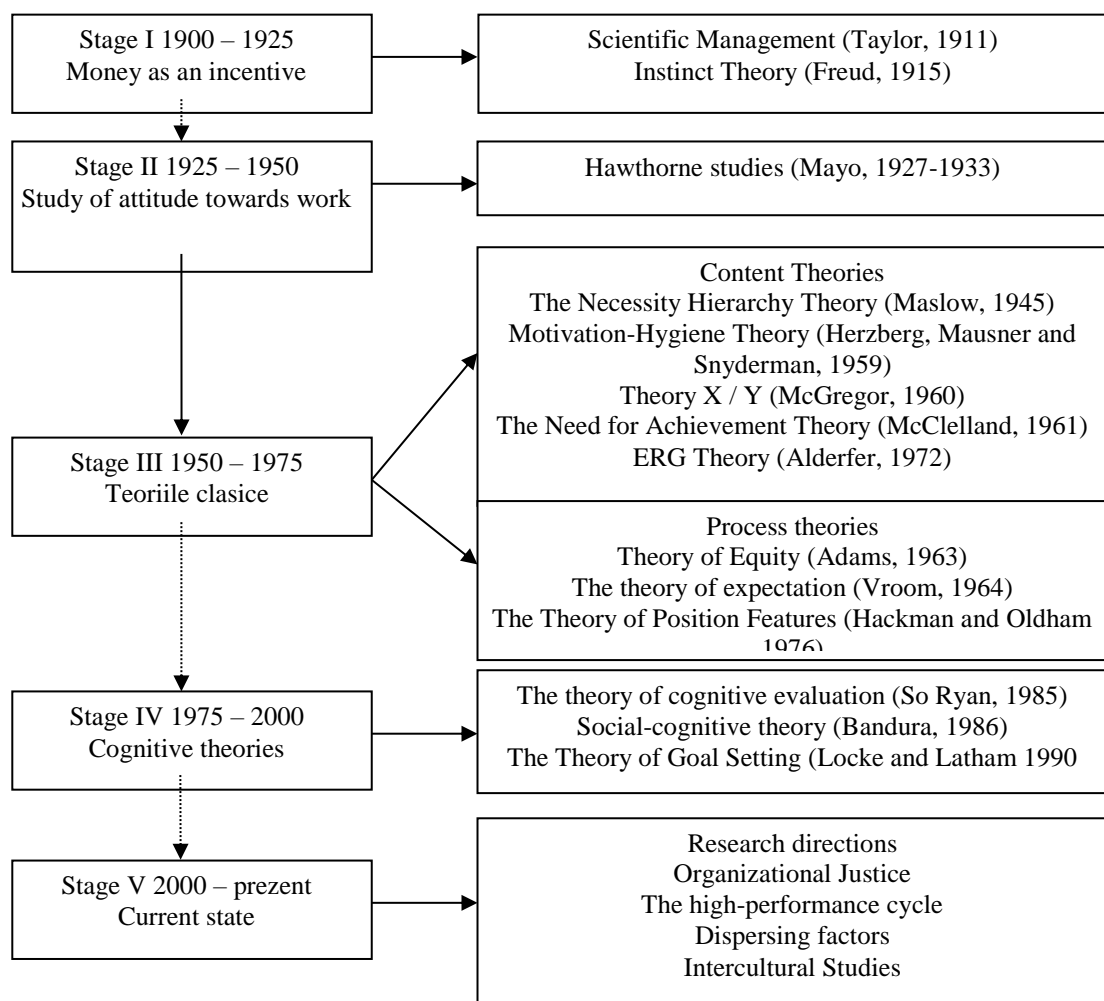 Stage I 1900 – 1925
Money as an incentive
Scientific Management (Taylor, 1911)
Instinct Theory (Freud, 1915)
Stage II 1925 – 1950
Study of attitude towards work
Hawthorne studies (Mayo, 1927-1933)
Content Theories
The Necessity Hierarchy Theory (Maslow, 1945)
Motivation-Hygiene Theory (Herzberg, Mausner and
Snyderman, 1959)
Theory X / Y (McGregor, 1960)
The Need for Achievement Theory (McClelland, 1961)
ERG Theory (Alderfer, 1972)
Stage III 1950 – 1975
Teoriile clasice
Process theories
Theory of Equity (Adams, 1963)
The theory of expectation (Vroom, 1964)
The Theory of Position Features (Hackman and Oldham
1976)
Stage IV 1975 – 2000
Cognitive theories
The theory of cognitive evaluation (So Ryan, 1985)
Social-cognitive theory (Bandura, 1986)
The Theory of Goal Setting (Locke and Latham 1990
Stage V 2000 – prezent
Current state
Research directions
Organizational Justice
The high-performance cycle
Dispersing factors
Intercultural Studies